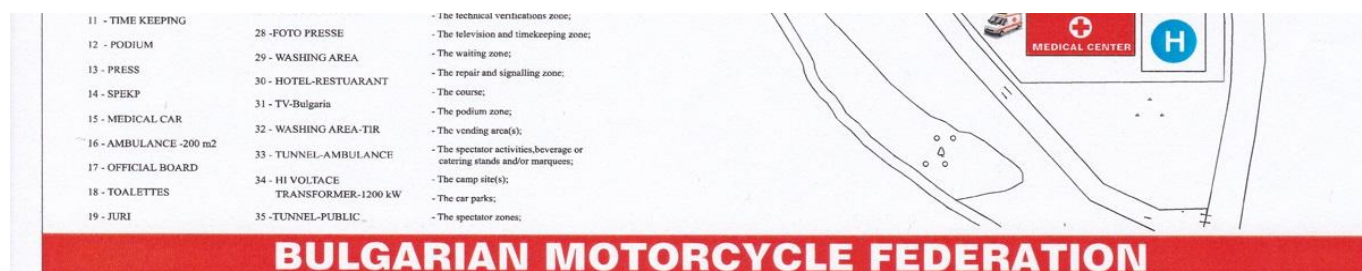 11 - TIME KEEPING
12 - PODIUM
13 - PRESS
14 - SPEKP
15 - MEDICAL CAR
16 - AMBULANCE -200 m2
17 - OFFICIAL BOARD
18 - TOALETTES
19 - JURI
28 -FOTO PRESSE
29 - WASHING AREA
30 - HOTEL-RESTUARANT
31 - TV-Bulgaria
32 - WASHING AREA-TIR
33 - TUNNEL-AMBULANCE
34 - HI VOLTACE
TRANSFORMER-1200 kW
35 -TUNNEL-PUBLIC
- The technical verifications zone;
- The television and timekeeping zone;
- The waiting zone;
- The repair and signalling zone;
- The course;
- The podium zone;
- The vending area(s);
- The spectator activities,beverage or
catering stands and/or marquees;
- The camp site(s);
- The car parks;
- The spectator zones;
MEDICAL CENTER
H
BULGARIAN MOTORCYCLE FEDERATION